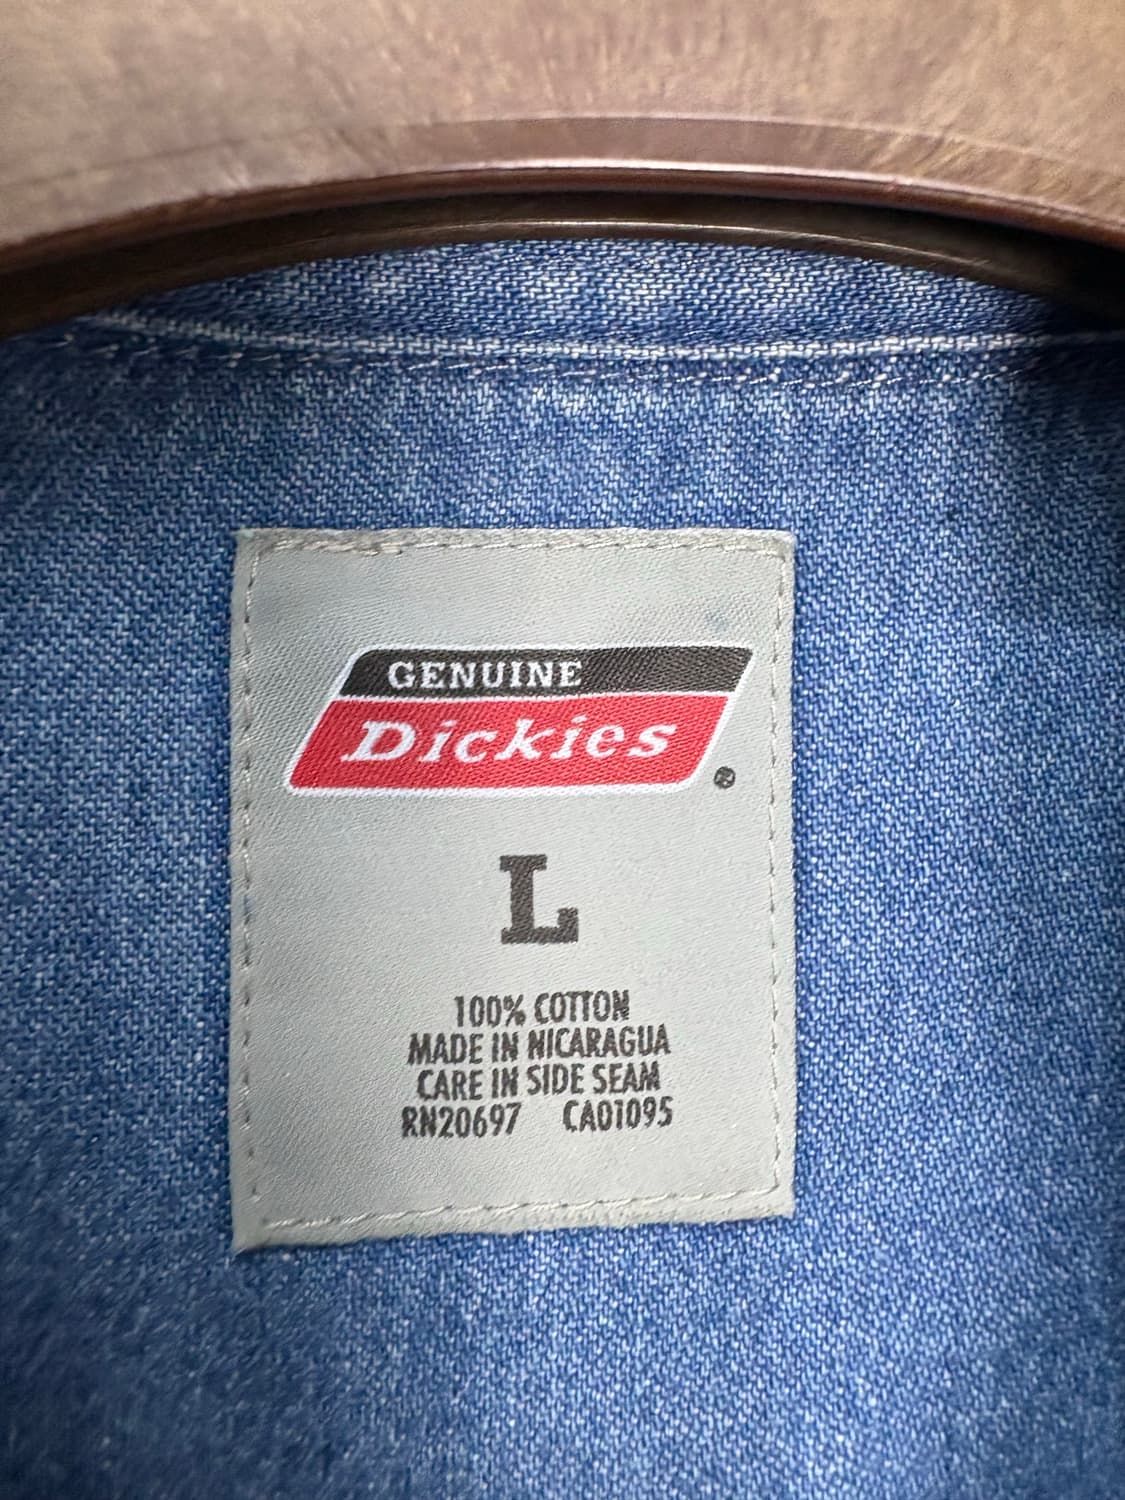 GENUINE
Dickies
®
L
100% COTTON
MADE IN NICARAGUA
CARE IN SIDE SEAM
RN20697 CA01095